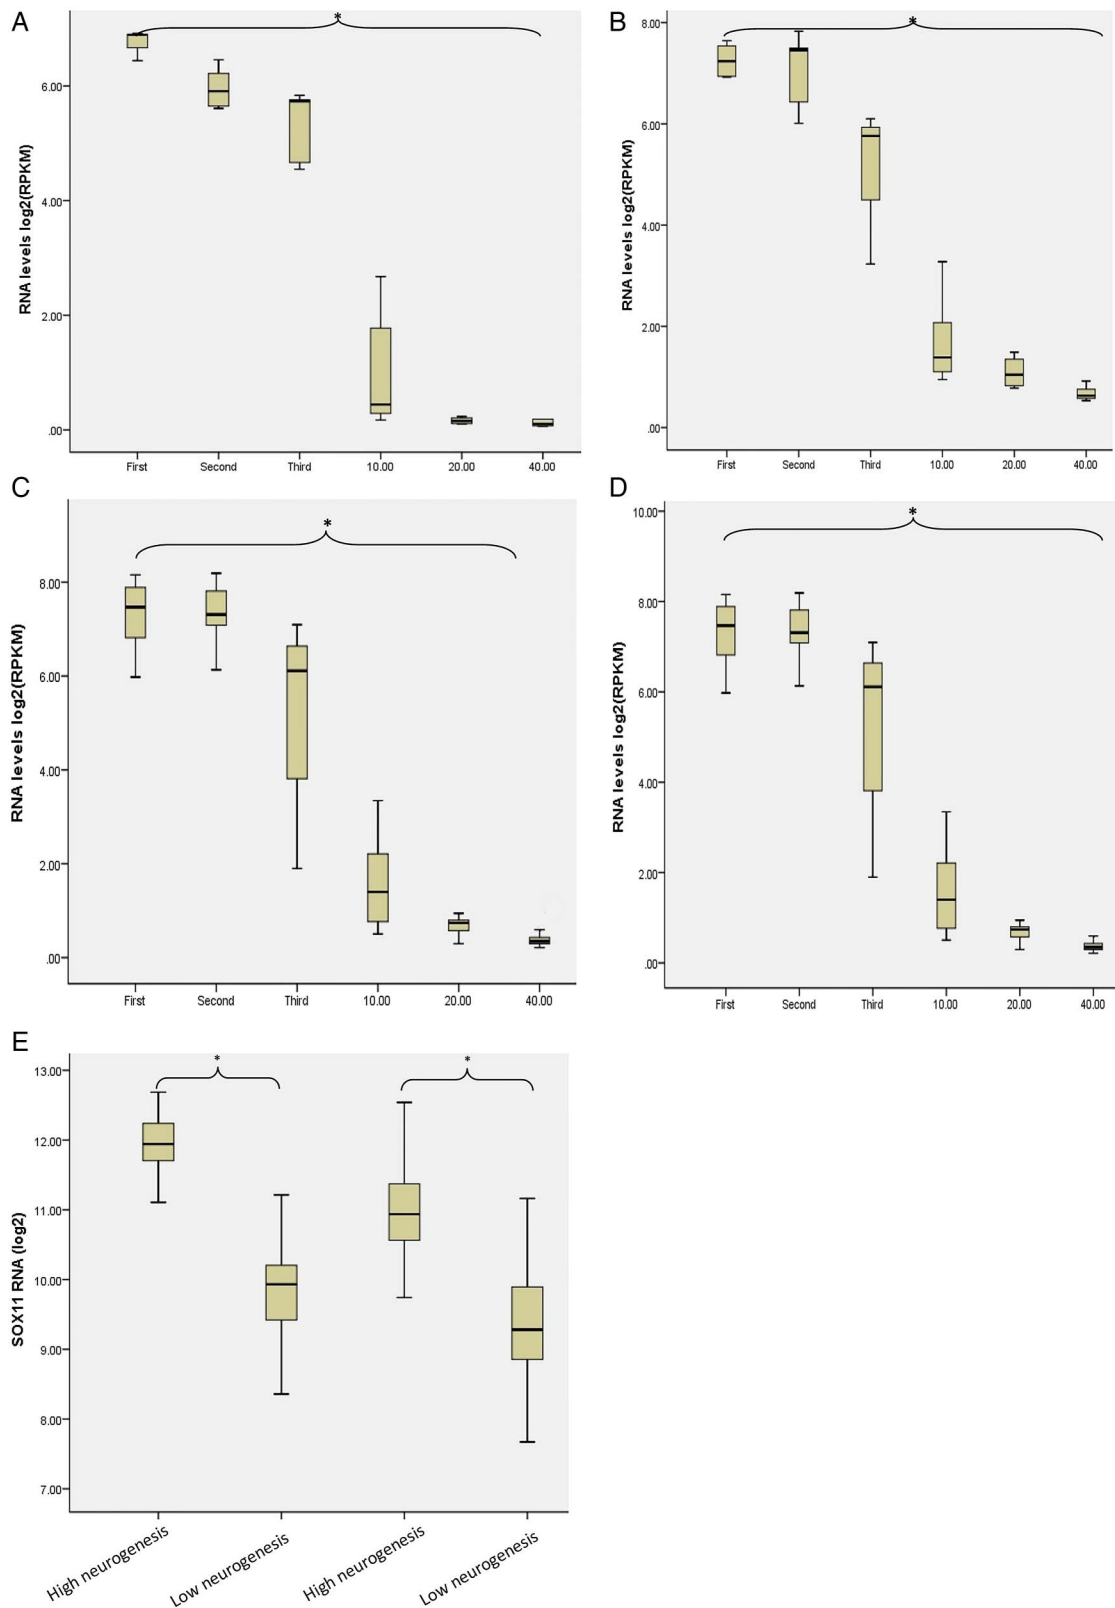 A
*
RNA levels log2(RPKM)
6.00
4.00
2.00
.00
First Second Third 10.00 20.00 40.00
B
*
RNA levels log2(RPKM)
8.00
6.00
4.00
2.00
.00
First Second Third 10.00 20.00 40.00
C
*
RNA levels log2(RPKM)
8.00
6.00
4.00
2.00
.00
First Second Third 10.00 20.00 40.00
D
*
RNA levels log2(RPKM)
10.00
8.00
6.00
4.00
2.00
.00
First Second Third 10.00 20.00 40.00
E
* *
SOX11 RNA (log2)
13.00
12.00
11.00
10.00
9.00
8.00
7.00
High neurogenesis Low neurogenesis High neurogenesis Low neurogenesis